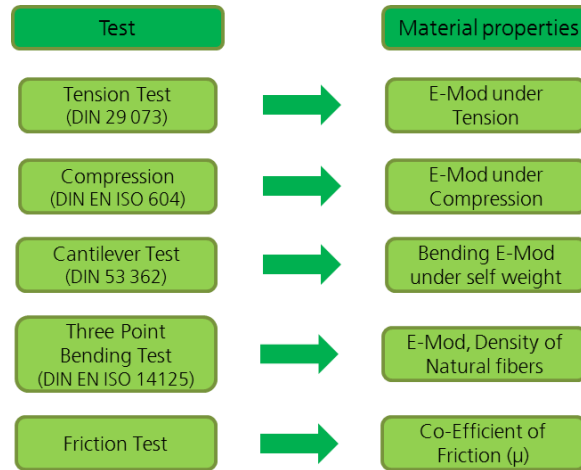 Test
Material properties
Tension Test
(DIN 29 073)
E-Mod under
Tension
Compression
(DIN EN ISO 604)
E-Mod under
Compression
Cantilever Test
(DIN 53 362)
Bending E-Mod
under self weight
Three Point
Bending Test
(DIN EN ISO 14125)
E-Mod, Density of
Natural fibers
Friction Test
Co-Efficient of
Friction (μ)